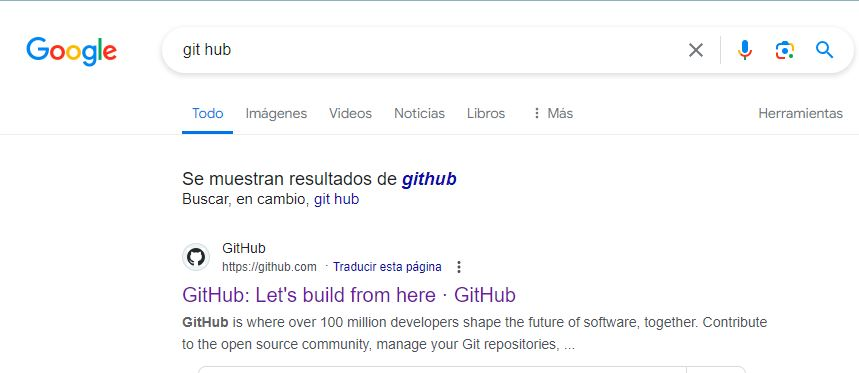 Google
git hub
Todo Imágenes Videos Noticias Libros Más Herramientas
Se muestran resultados de github
Buscar, en cambio, git hub
GitHub
https://github.com · Traducir esta página
GitHub: Let's build from here · GitHub
GitHub is where over 100 million developers shape the future of software, together. Contribute
to the open source community, manage your Git repositories, ...